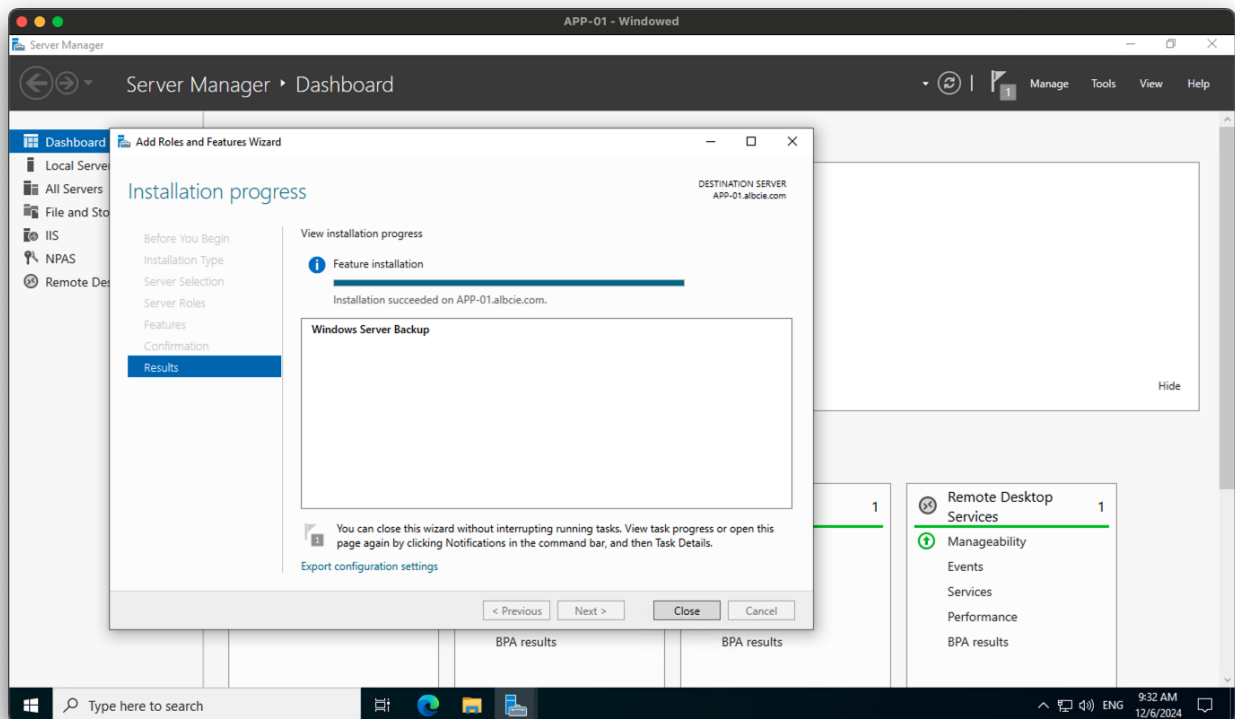 APP-01 - Windowed
Server Manager
Server Manager ‣ Dashboard
1
Manage
Tools
View
Help
Dashboard
Local Server
All Servers
File and Sto
IIS
NPAS
Remote Des
Add Roles and Features Wizard
Installation progress
DESTINATION SERVER
APP-01.albcie.com
Before You Begin
Installation Type
Server Selection
Server Roles
Features
Confirmation
Results
View installation progress
Feature installation
Installation succeeded on APP-01.albcie.com.
Windows Server Backup
1
You can close this wizard without interrupting running tasks. View task progress or open this
page again by clicking Notifications in the command bar, and then Task Details.
Export configuration settings
< Previous
Next >
Close
Cancel
Hide
1
Remote Desktop
Services
1
Manageability
Events
Services
Performance
BPA results
BPA results
BPA results
Type here to search
ENG
9:32 AM
12/6/2024